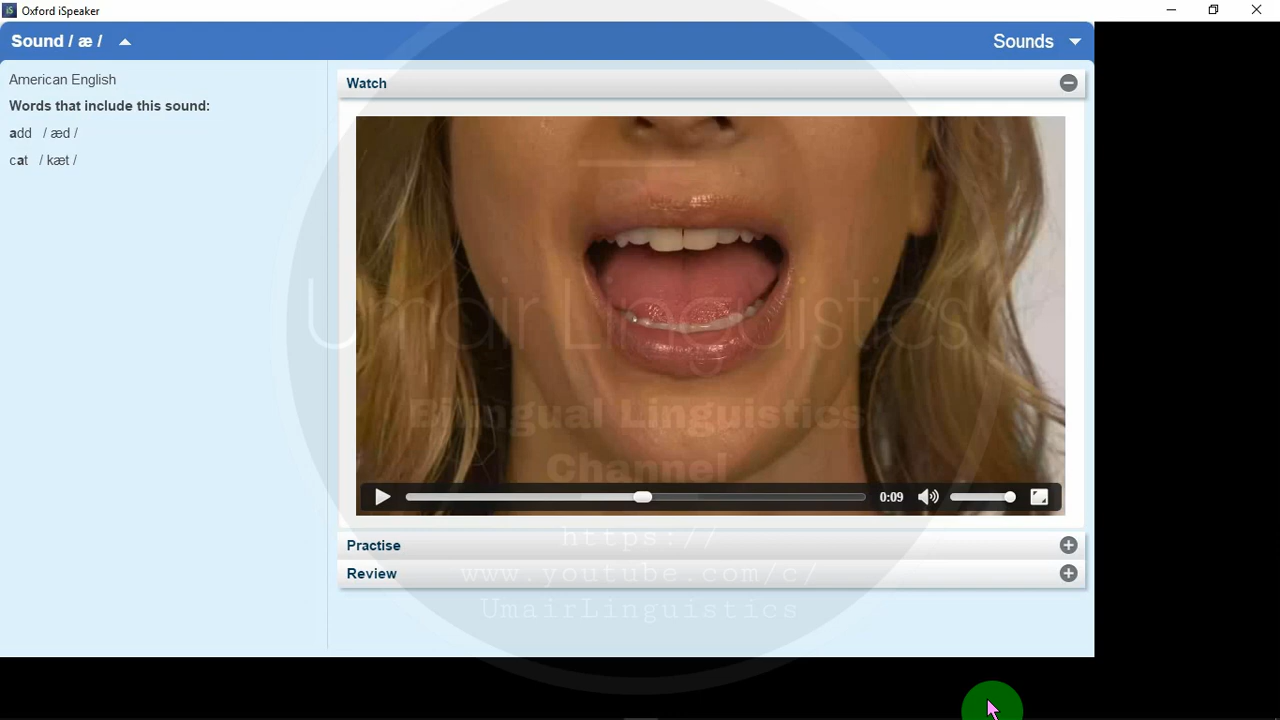 iS Oxford iSpeaker
Sound / æ /
Sounds
American English
Words that include this sound:
add / æd /
cat / kæt /
Watch
Umair Linguistics
Bilingual Linguistics
Channel
0:09
Practise
https://
Review
www.youtube.com/c/
UmairLinguistics